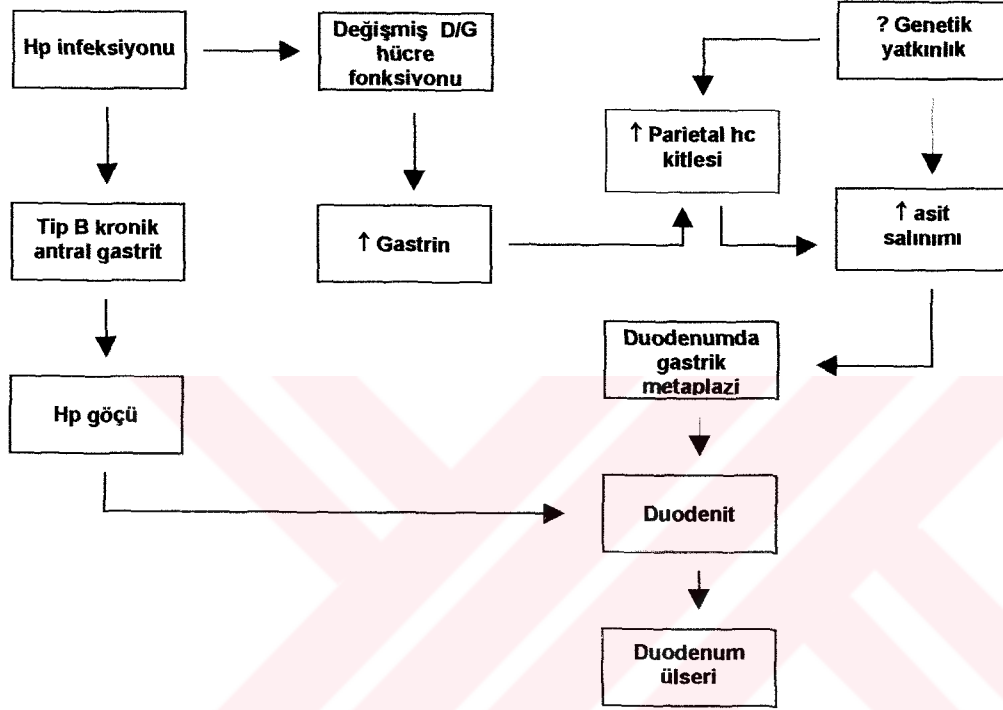 Hp infeksiyonu
Değişmiş D/G
hücre
fonksiyonu
? Genetik
yatkınlık
↑ Parietal hc
kitlesi
Tip B kronik
antral gastrit
↑ Gastrin
↑ asit
salınımı
Duodenumda
gastrik
metaplazi
Hp göçü
Duodenit
Duodenum
ülseri